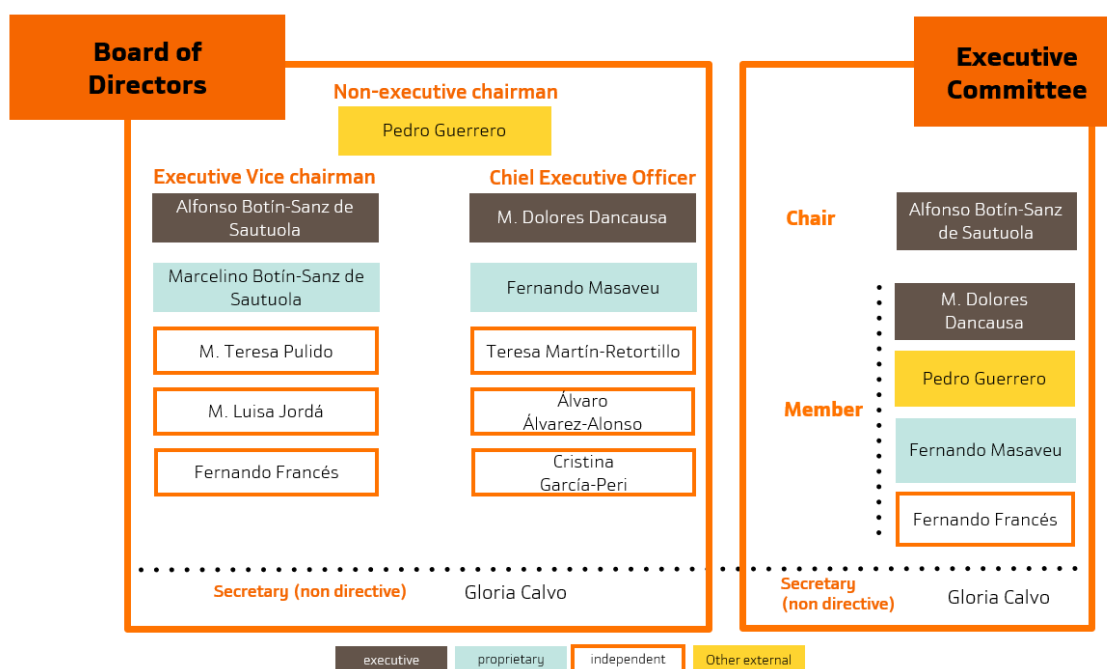 Board of
Directors
Non-executive chairman
Pedro Guerrero
Executive Vice chairman
Alfonso Botín-Sanz de
Sautuola
Marcelino Botín-Sanz de
Sautuola
M. Teresa Pulido
M. Luisa Jordá
Fernando Francés
Chiel Executive Officer
M. Dolores Dancausa
Fernando Masaveu
Teresa Martín-Retortillo
Álvaro
Álvarez-Alonso
Cristina
García-Peri
Secretary (non directive)
Gloria Calvo
Executive
Committee
Chair
Alfonso Botín-Sanz
de Sautuola
Member
M. Dolores
Dancausa
Pedro Guerrero
Fernando Masaveu
Fernando Francés
Secretary
(non directive)
Gloria Calvo
executive
proprietary
independent
Other external